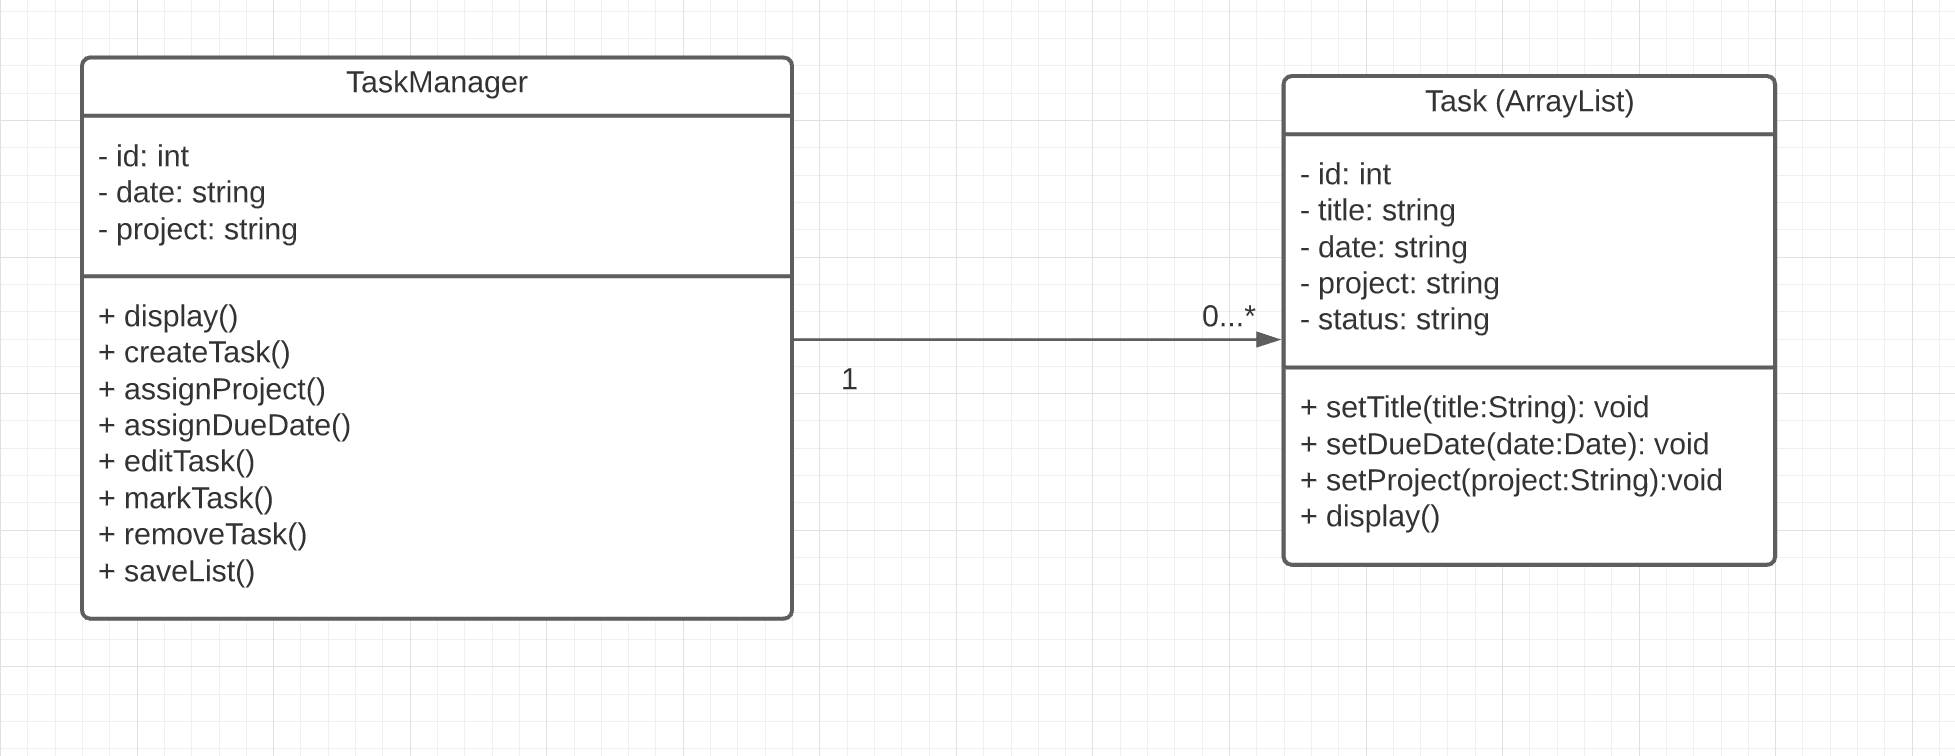 TaskManager
- id: int
- date: string
- project: string
+ display()
+ createTask()
+ assignProject()
+ assignDueDate()
+ editTask()
+ markTask()
+ removeTask()
+ saveList()
1
0...*
Task (ArrayList)
- id: int
- title: string
- date: string
- project: string
- status: string
+ setTitle(title:String): void
+ setDueDate(date:Date): void
+ setProject(project:String):void
+ display()